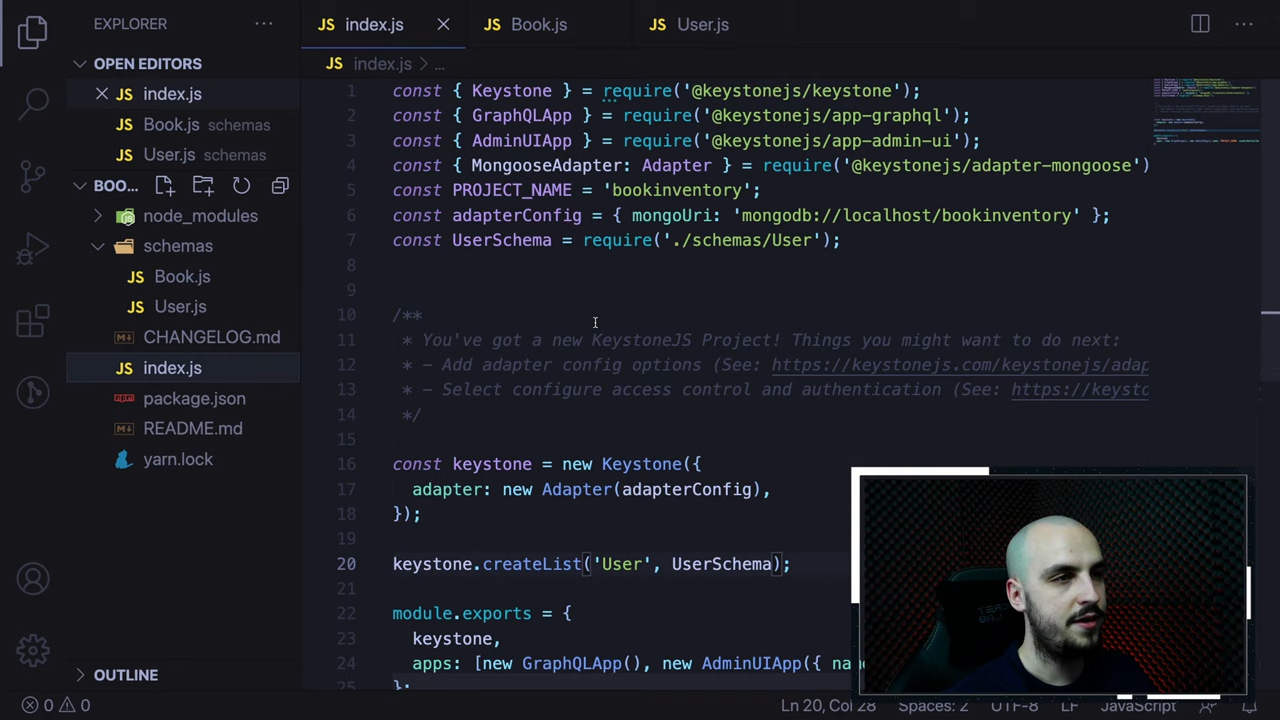 EXPLORER
OPEN EDITORS
JS index.js
JS Book.js schemas
JS User.js schemas
BOO...
node_modules
schemas
JS Book.js
JS User.js
CHANGELOG.md
JS index.js
package.json
README.md
yarn.lock
OUTLINE
JS index.js
JS Book.js
JS User.js
JS index.js > ...
1 const { Keystone } = require('@keystonejs/keystone');
2 const { GraphQLApp } = require('@keystonejs/app-graphql');
3 const { AdminUIApp } = require('@keystonejs/app-admin-ui');
4 const { MongooseAdapter: Adapter } = require('@keystonejs/adapter-mongoose')
5 const PROJECT_NAME = 'bookinventory';
6 const adapterConfig = { mongoUri: 'mongodb://localhost/bookinventory' };
7 const UserSchema = require('./schemas/User');
8
9
10 /**
11 * You've got a new KeystoneJS Project! Things you might want to do next:
12 * - Add adapter config options (See: https://keystonejs.com/keystonejs/adap
13 * - Select configure access control and authentication (See: https://keysto
14 */
15
16 const keystone = new Keystone({
17 adapter: new Adapter(adapterConfig),
18 });
19
20 keystone.createList('User', UserSchema);
21
22 module.exports = {
23 keystone,
24 apps: [new GraphQLApp(), new AdminUIApp({ na
25 };
0 0
Ln 20, Col 28
Spaces: 2
UTF-8
LF
JavaScript